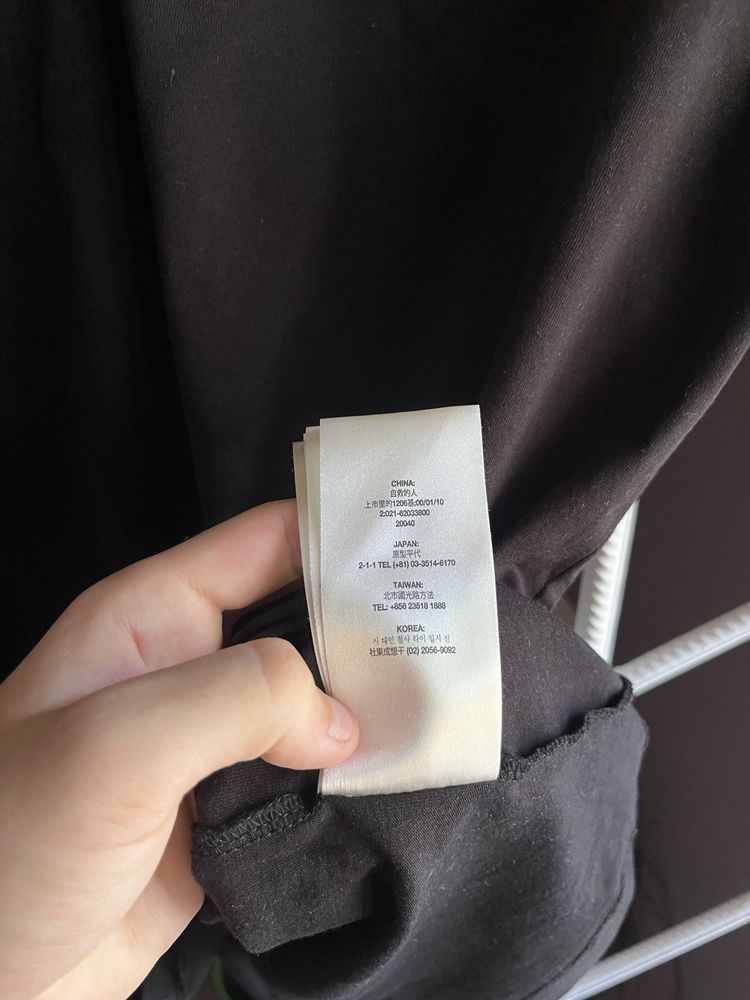 CHINA:
自救的人
上市里的1206基:00/01/10
2:021-62033800
20040
JAPAN:
原型平代
2-1-1 TEL (+81) 03-3514-6170
TAIWAN:
北市國光路方法
TEL: +856 23518 1888
KOREA:
시 대인 철사 타이 일시 진
社東成想干 (02) 2056-9092